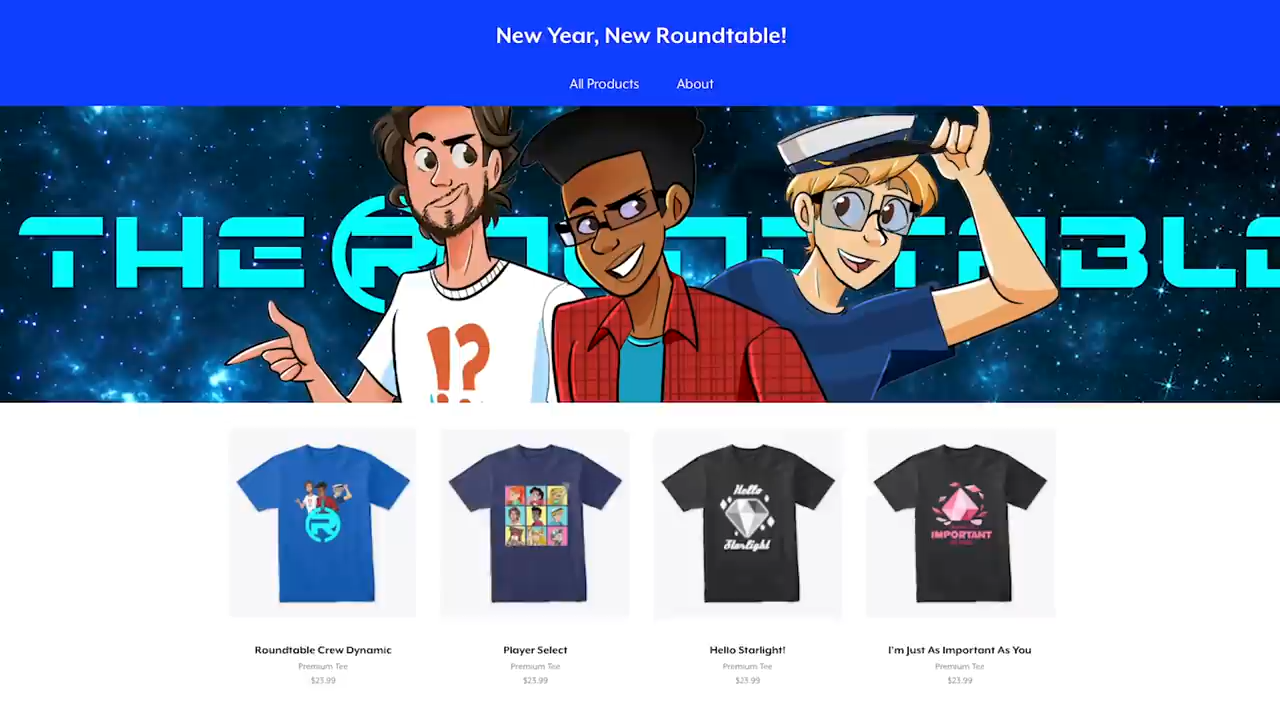 New Year, New Roundtable!
All Products About
THE ROUNDTABLE
!?
Hello
Starlight
IMPORTANT
Roundtable Crew Dynamic
Premium Tee
$23.99
Player Select
Premium Tee
$23.99
Hello Starlight!
Premium Tee
$23.99
I'm Just As Important As You
Premium Tee
$23.99